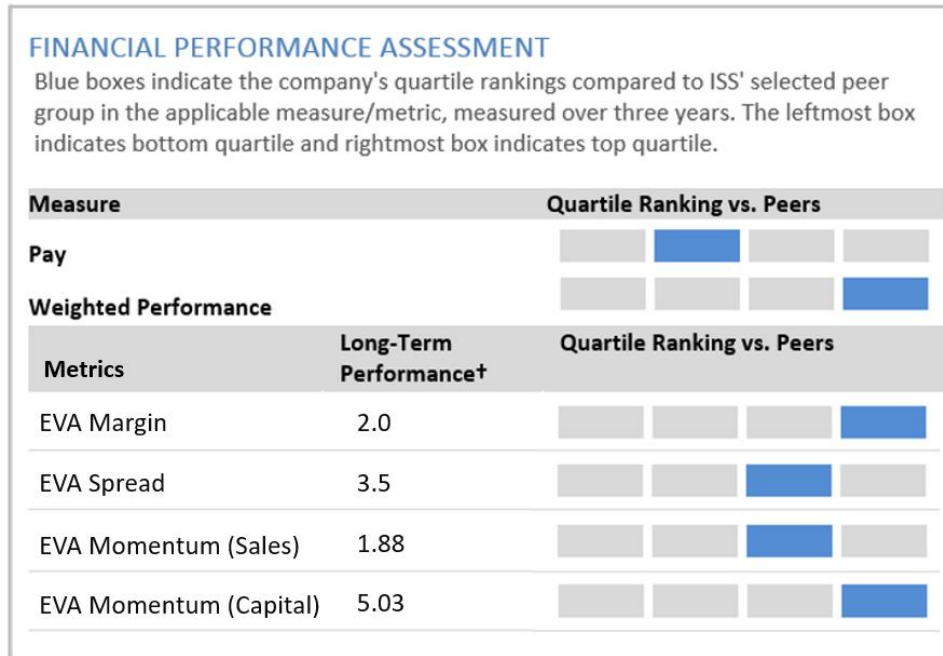 FINANCIAL PERFORMANCE ASSESSMENT
Blue boxes indicate the company's quartile rankings compared to ISS' selected peer
group in the applicable measure/metric, measured over three years. The leftmost box
indicates bottom quartile and rightmost box indicates top quartile.
Measure Quartile Ranking vs. Peers
Pay
Weighted Performance
Metrics Long-Term Performance† Quartile Ranking vs. Peers
EVA Margin 2.0
EVA Spread 3.5
EVA Momentum (Sales) 1.88
EVA Momentum (Capital) 5.03